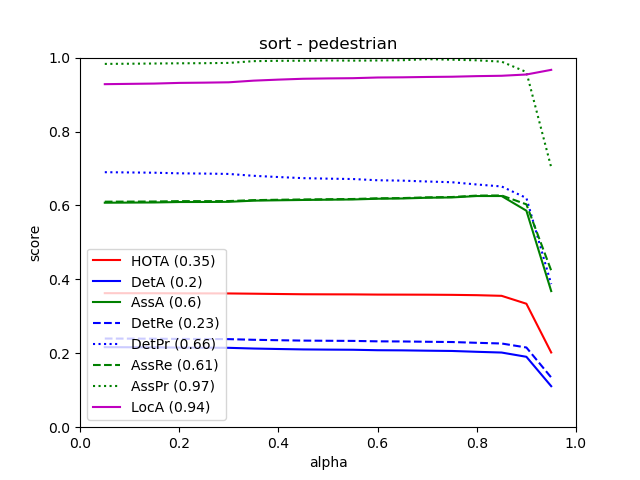 sort - pedestrian
1.0
0.8
0.6
0.4
0.2
0.0
score
HOTA (0.35)
DetA (0.2)
AssA (0.6)
DetRe (0.23)
DetPr (0.66)
AssRe (0.61)
AssPr (0.97)
LocA (0.94)
0.0 0.2 0.4 0.6 0.8 1.0
alpha